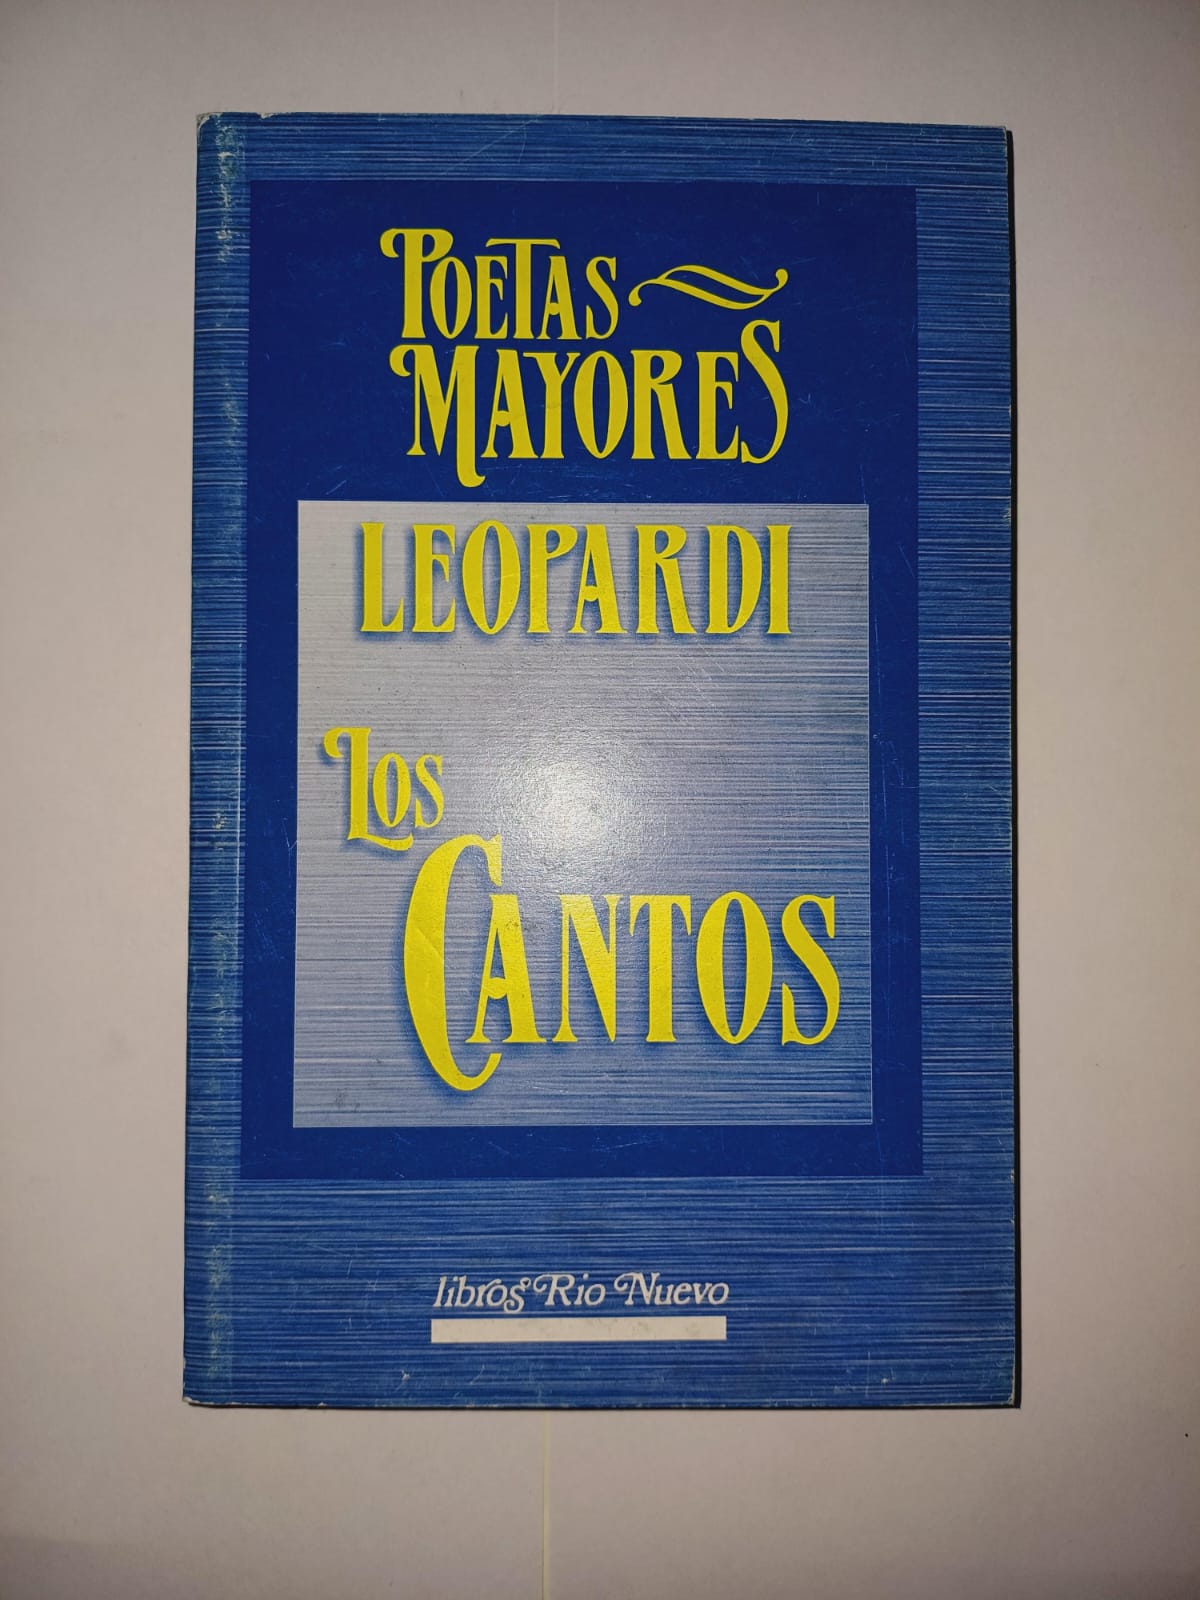 POETAS
MAYORES
LEOPARDI
LOS
CANTOS
libros Rio Nuevo